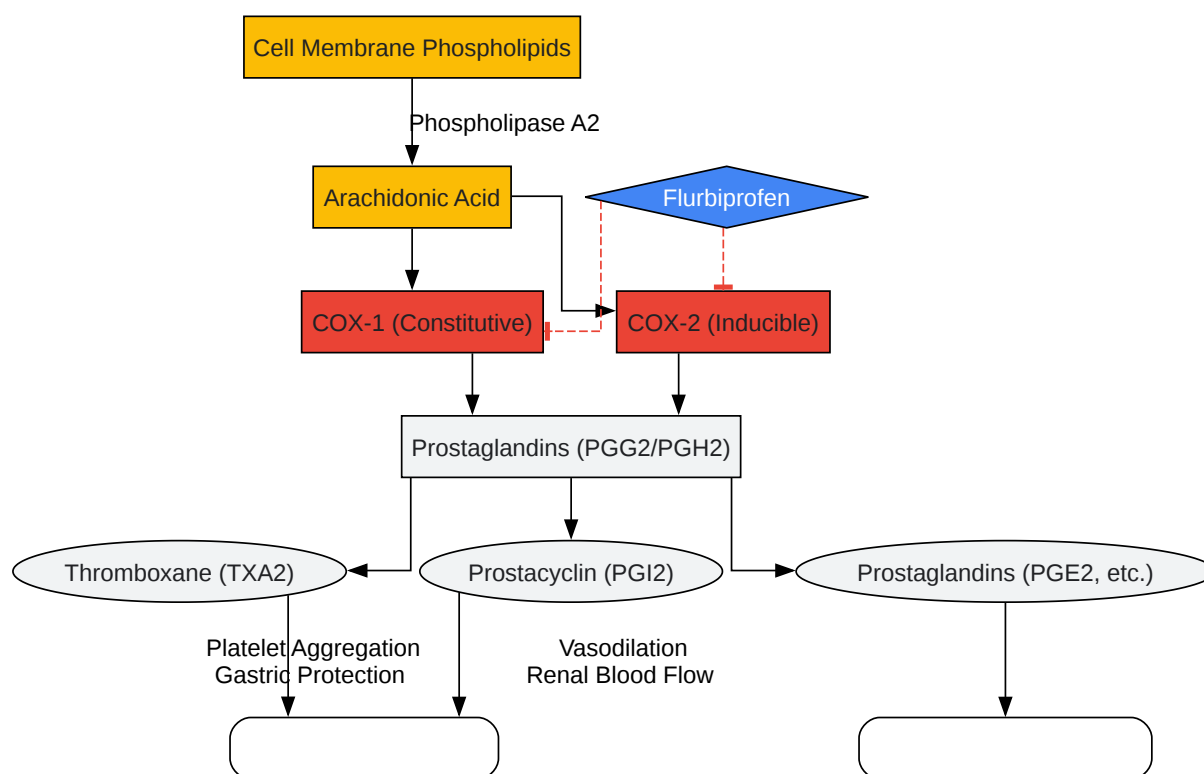 Cell Membrane Phospholipids
Phospholipase A2
Arachidonic Acid
Flurbiprofen
COX-1 (Constitutive)
COX-2 (Inducible)
Prostaglandins (PGG2/PGH2)
Thromboxane (TXA2)
Prostacyclin (PGI2)
Prostaglandins (PGE2, etc.)
Platelet Aggregation
Gastric Protection
Vasodilation
Renal Blood Flow